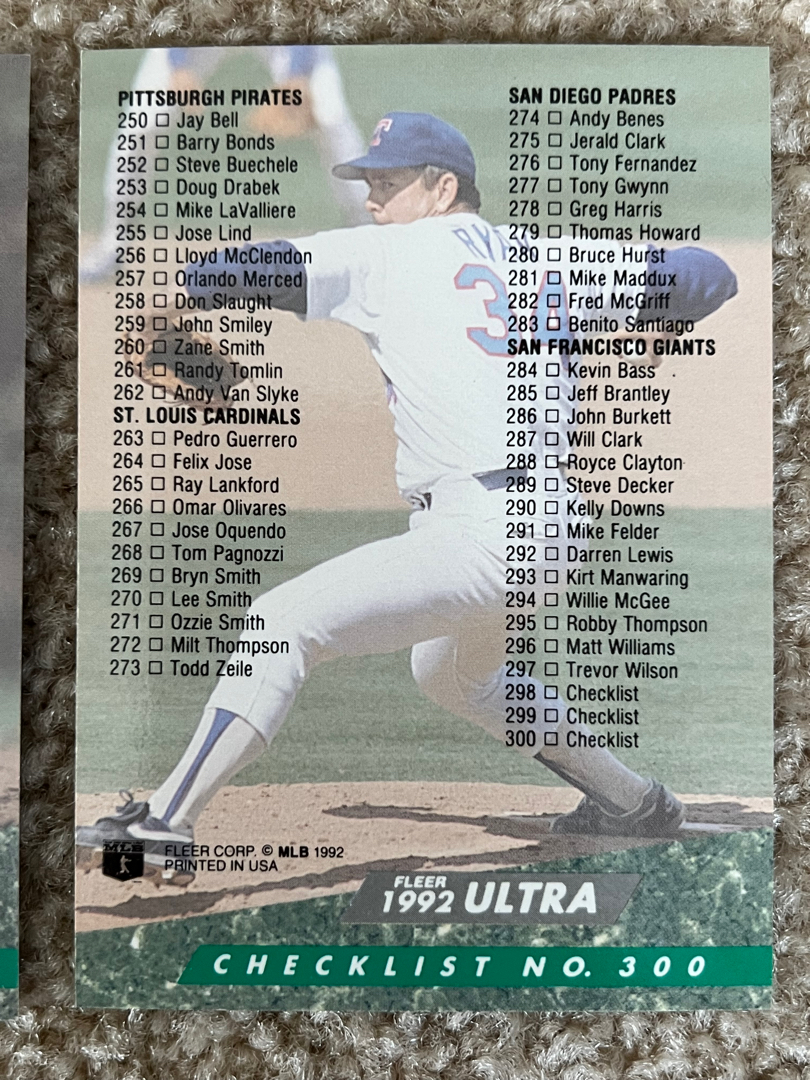 PITTSBURGH PIRATES
250 □ Jay Bell
251 □ Barry Bonds
252 □ Steve Buechele
253 □ Doug Drabek
254 □ Mike LaValliere
255 □ Jose Lind
256 □ Lloyd McClendon
257 □ Orlando Merced
258 □ Don Slaught
259 □ John Smiley
260 □ Zane Smith
261 □ Randy Tomlin
262 □ Andy Van Slyke
ST. LOUIS CARDINALS
263 □ Pedro Guerrero
264 □ Felix Jose
265 □ Ray Lankford
266 □ Omar Olivares
267 □ Jose Oquendo
268 □ Tom Pagnozzi
269 □ Bryn Smith
270 □ Lee Smith
271 □ Ozzie Smith
272 □ Milt Thompson
273 □ Todd Zeile
SAN DIEGO PADRES
274 □ Andy Benes
275 □ Jerald Clark
276 □ Tony Fernandez
277 □ Tony Gwynn
278 □ Greg Harris
279 □ Thomas Howard
280 □ Bruce Hurst
281 □ Mike Maddux
282 □ Fred McGriff
283 □ Benito Santiago
SAN FRANCISCO GIANTS
284 □ Kevin Bass
285 □ Jeff Brantley
286 □ John Burkett
287 □ Will Clark
288 □ Royce Clayton
289 □ Steve Decker
290 □ Kelly Downs
291 □ Mike Felder
292 □ Darren Lewis
293 □ Kirt Manwaring
294 □ Willie McGee
295 □ Robby Thompson
296 □ Matt Williams
297 □ Trevor Wilson
298 □ Checklist
299 □ Checklist
300 □ Checklist
T
RYAN
34
MLB
FLEER CORP. © MLB 1992
PRINTED IN USA
FLEER
1992 ULTRA
CHECKLIST NO. 300